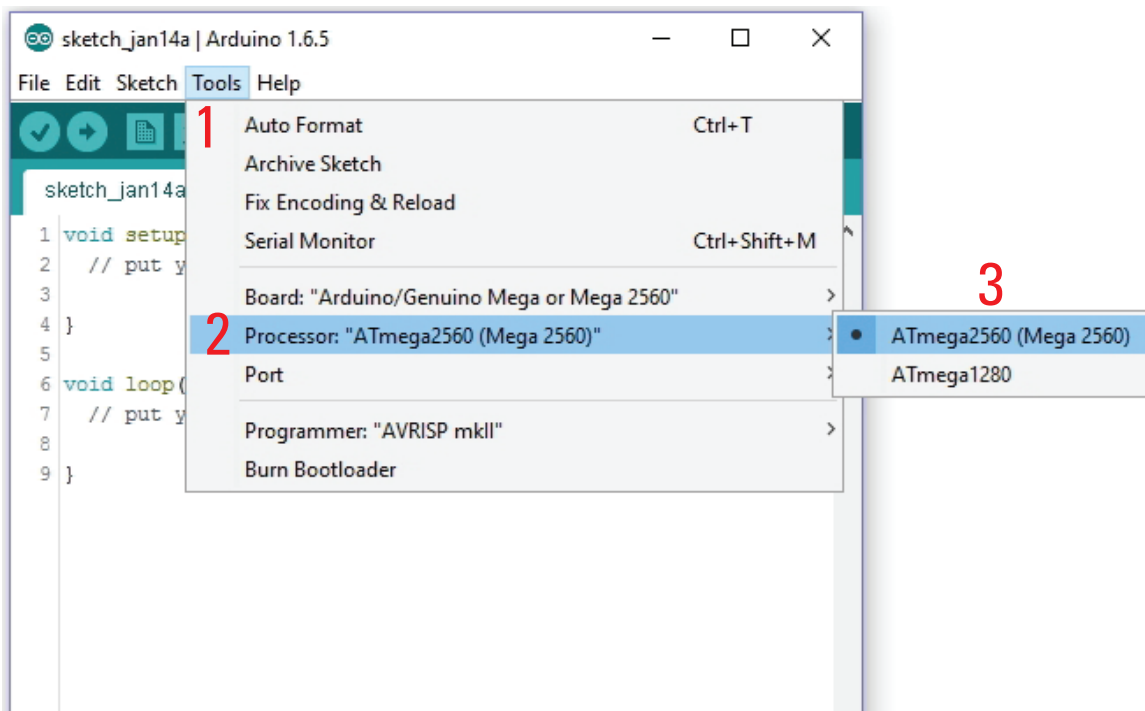 sketch_jan14a | Arduino 1.6.5
File Edit Sketch Tools Help
1
Auto Format Ctrl+T
Archive Sketch
Fix Encoding & Reload
Serial Monitor Ctrl+Shift+M
Board: "Arduino/Genuino Mega or Mega 2560"
2
Processor: "ATmega2560 (Mega 2560)"
Port
Programmer: "AVRISP mkII"
Burn Bootloader
3
ATmega2560 (Mega 2560)
ATmega1280
sketch_jan14a
1 void setup
2 // put y
3
4 }
5
6 void loop(
7 // put y
8
9 }